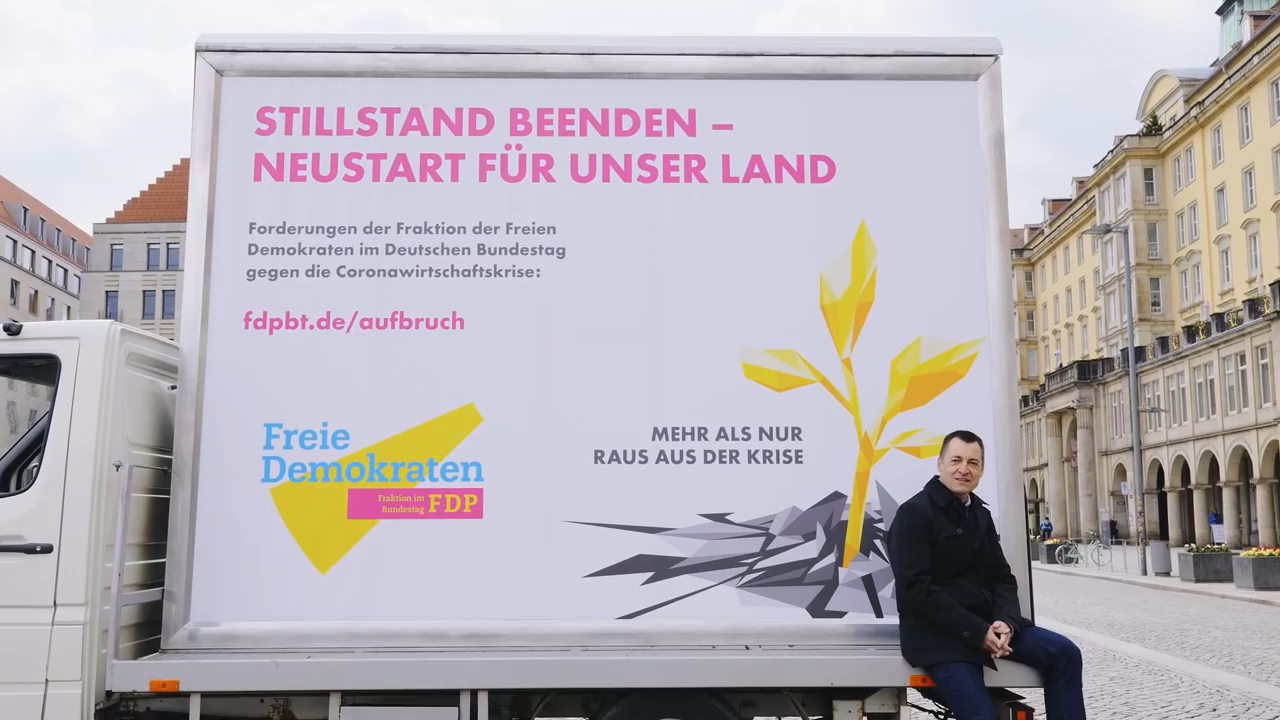 STILLSTAND BEENDEN –
NEUSTART FÜR UNSER LAND
Forderungen der Fraktion der Freien
Demokraten im Deutschen Bundestag
gegen die Coronawirtschaftskrise:
fdpbt.de/aufbruch
Freie
Demokraten
Fraktion im
Bundestag FDP
MEHR ALS NUR
RAUS AUS DER KRISE